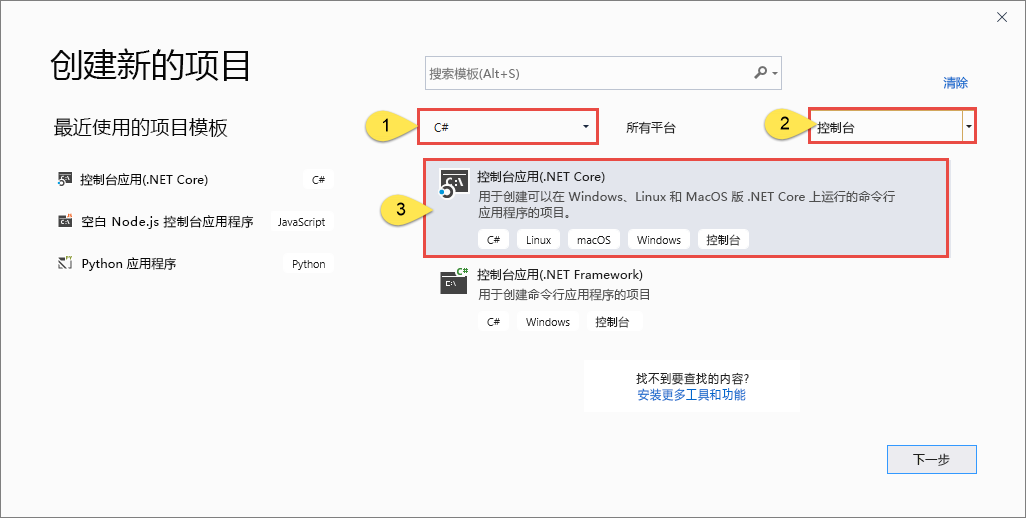 创建新的项目
搜索模板(Alt+S)
清除
最近使用的项目模板
1
C#
所有平台
2
控制台
控制台应用(.NET Core)
C#
空白 Node.js 控制台应用程序
JavaScript
Python 应用程序
Python
3
C:\
控制台应用(.NET Core)
用于创建可以在 Windows、Linux 和 MacOS 版 .NET Core 上运行的命令行
应用程序的项目。
C#
Linux
macOS
Windows
控制台
C#
C:\
控制台应用(.NET Framework)
用于创建命令行应用程序的项目
C#
Windows
控制台
找不到要查找的内容?
安装更多工具和功能
下一步